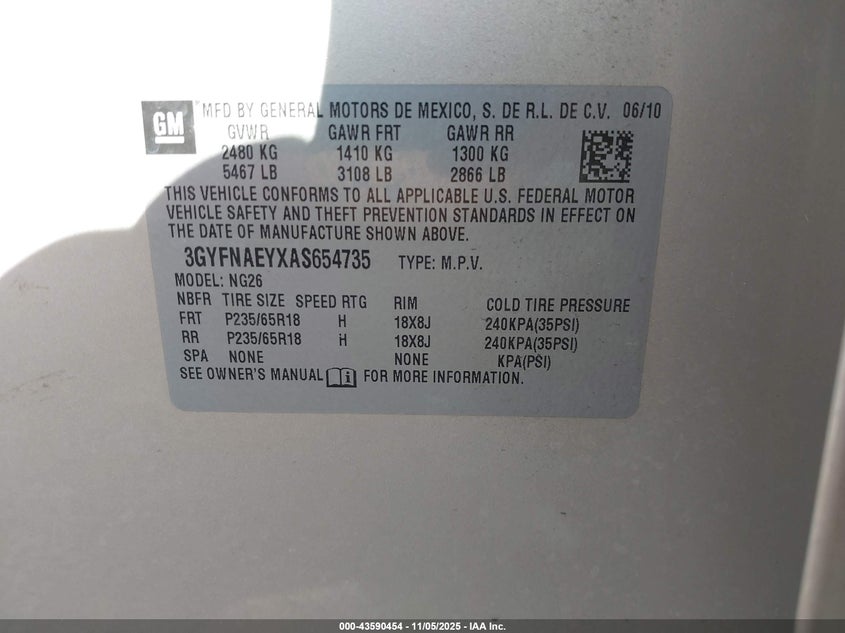 GM MFD BY GENERAL MOTORS DE MEXICO, S. DE R.L. DE C.V. 06/10
GVWR GAWR FRT GAWR RR
2480 KG 1410 KG 1300 KG
5467 LB 3108 LB 2866 LB
THIS VEHICLE CONFORMS TO ALL APPLICABLE U.S. FEDERAL MOTOR
VEHICLE SAFETY AND THEFT PREVENTION STANDARDS IN EFFECT ON
THE DATE OF MANUFACTURE SHOWN ABOVE.
3GYFNAEYXAS654735 TYPE: M.P.V.
MODEL: NG26
NBFR TIRE SIZE SPEED RTG RIM COLD TIRE PRESSURE
FRT P235/65R18 H 18X8J 240KPA(35PSI)
RR P235/65R18 H 18X8J 240KPA(35PSI)
SPA NONE NONE KPA(PSI)
SEE OWNER'S MANUAL FOR MORE INFORMATION.
000-43590454 - 11/05/2025 - IAA Inc.